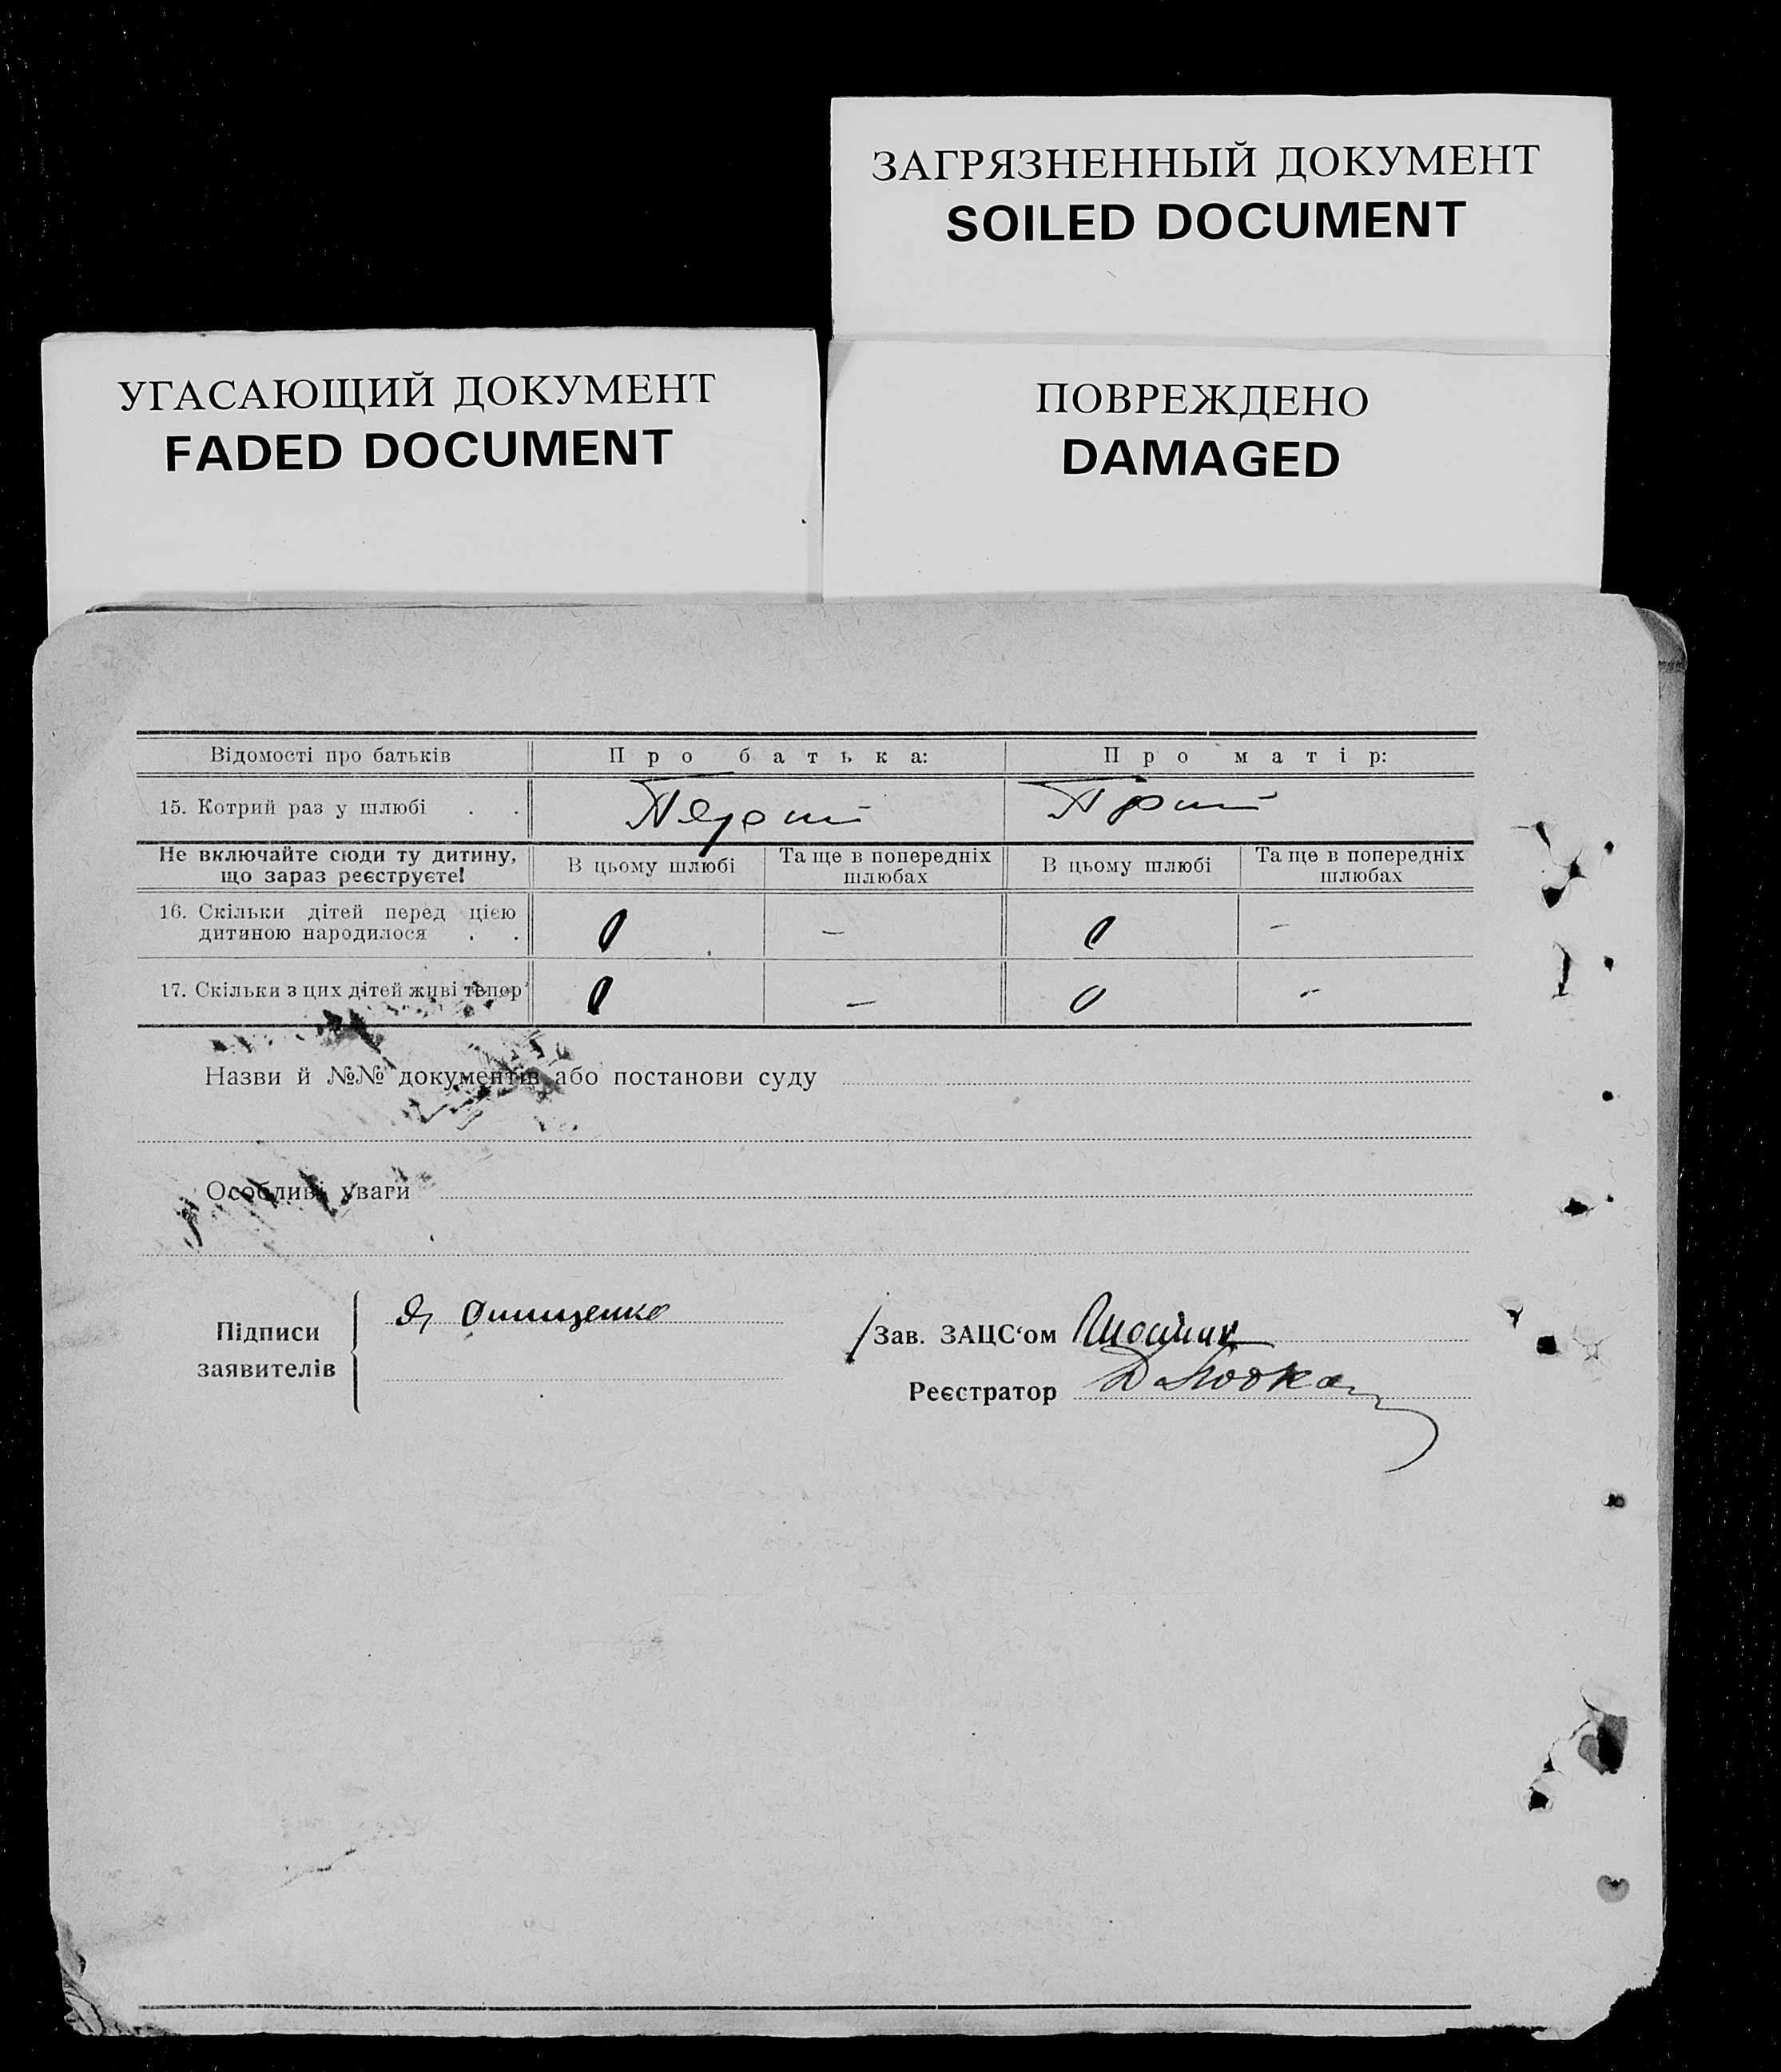 ЗАГРЯЗНЕННЫЙ ДОКУМЕНТ
SOILED DOCUMENT
УГАСАЮЩИЙ ДОКУМЕНТ
FADED DOCUMENT
ПОВРЕЖДЕНО
DAMAGED
Відомості про батьків Про батька: Про матір:
15. Котрий раз у шлюбі . .
Не включайте сюди ту дитину, що зараз реєструєте!
В цьому шлюбі Та ще в попередніх шлюбах В цьому шлюбі Та ще в попередніх шлюбах
16. Скільки дітей перед цією
дитиною народилося . . 0 – 0 –
17. Скільки з цих дітей живі тепер 0 – 0 –
Назви й №№ документів або постанови суду
Особливі уваги
Підписи
заявителів
Онищенко
Зав. ЗАЦС‘ом
Реєстратор